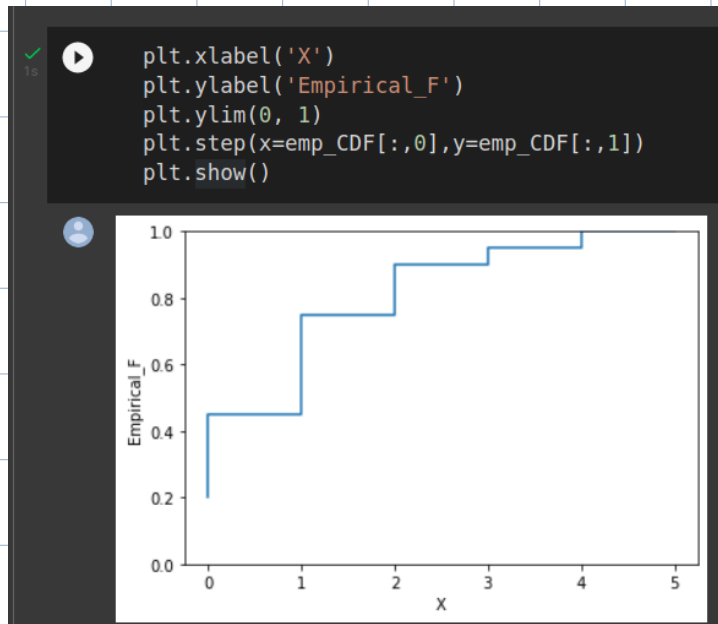 plt.xlabel('X')
plt.ylabel('Empirical_F')
plt.ylim(0, 1)
1s
plt.step(x=emp_CDF[:,0],y=emp_CDF[:,1])
plt.show()
1.0
0.8
0.6
0.4
0.2
0.0
Empirical_F
0 1 2 3 4 5
X